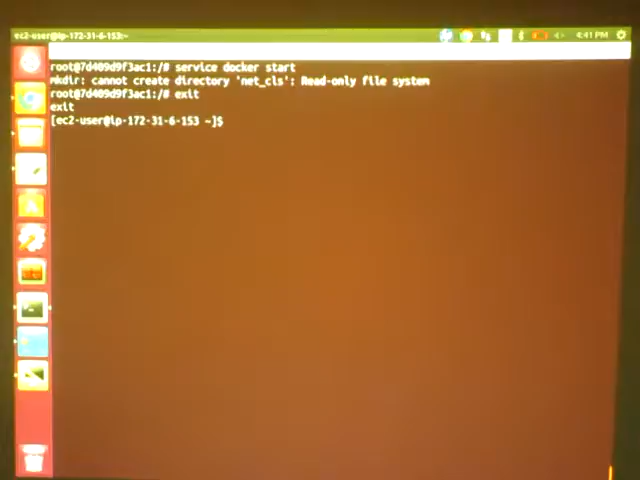 ec2-user@ip-172-31-6-153:~
4:41 PM
root@7d409d9f3ac1:/# service docker start
mkdir: cannot create directory 'net_cls': Read-only file system
root@7d409d9f3ac1:/# exit
exit
[ec2-user@ip-172-31-6-153 ~]$